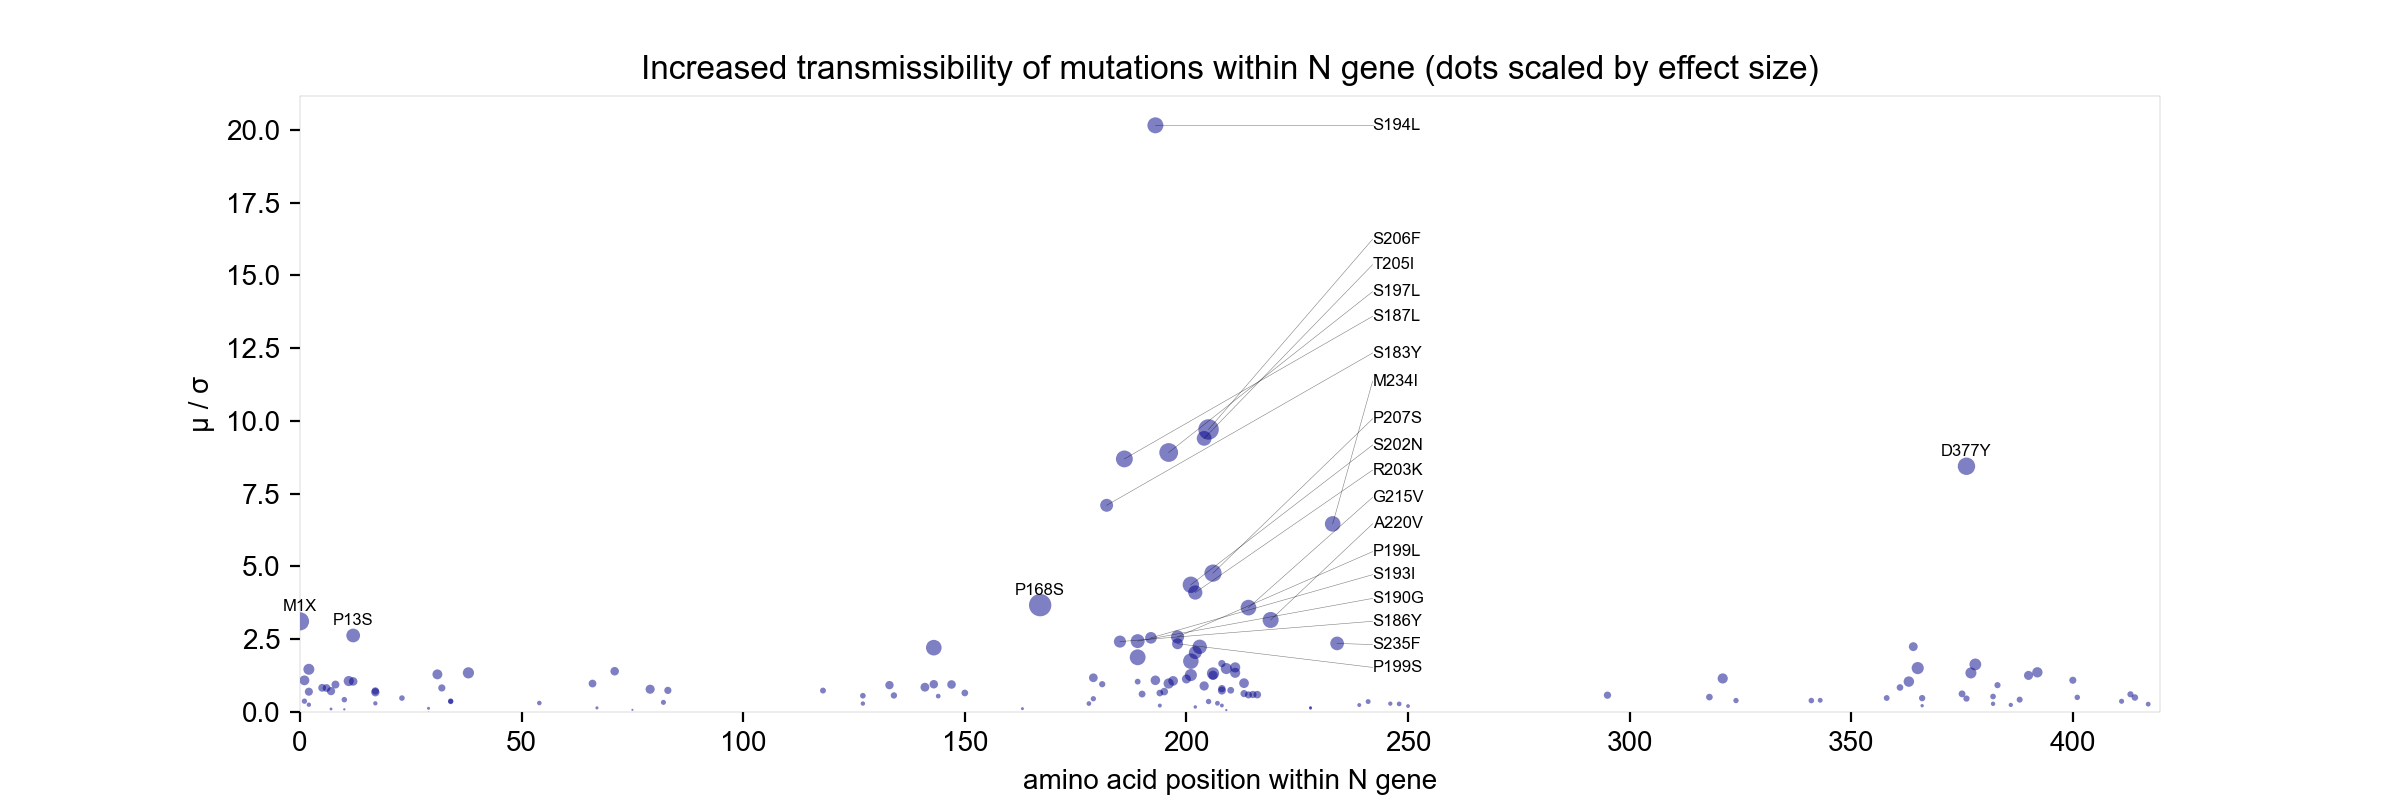 Increased transmissibility of mutations within N gene (dots scaled by effect size)
20.0
17.5
15.0
12.5
10.0
7.5
5.0
2.5
0.0
μ / σ
S194L
S206F
T205I
S197L
S187L
S183Y
M234I
P207S
S202N
R203K
G215V
A220V
P199L
S193I
S190G
S186Y
S235F
P199S
D377Y
P168S
M1X
P13S
0 50 100 150 200 250 300 350 400
amino acid position within N gene